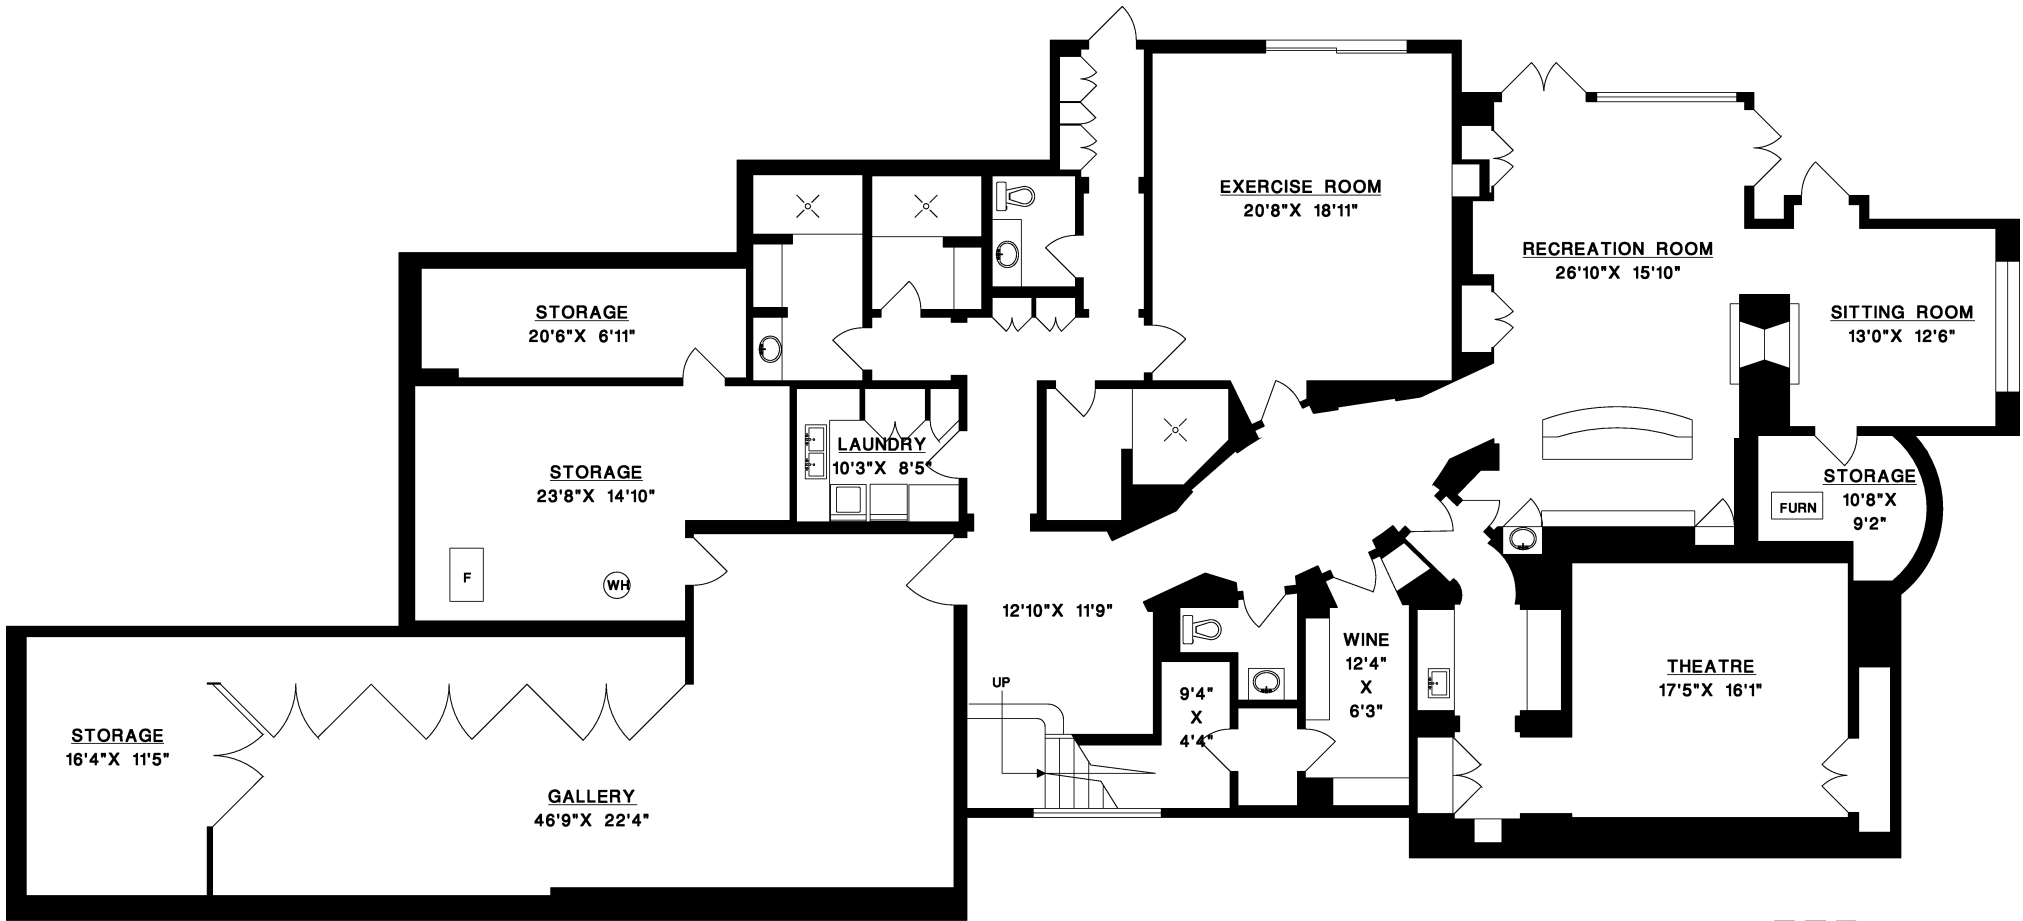 EXERCISE ROOM
20'8"X 18'11"
RECREATION ROOM
26'10"X 15'10"
SITTING ROOM
13'0"X 12'6"
STORAGE
20'6"X 6'11"
STORAGE
23'8"X 14'10"
LAUNDRY
10'3"X 8'5"
STORAGE
10'8"X
9'2"
FURN
F
WH
12'10"X 11'9"
UP
9'4"
X
4'4"
WINE
12'4"
X
6'3"
THEATRE
17'5"X 16'1"
STORAGE
16'4"X 11'5"
GALLERY
46'9"X 22'4"